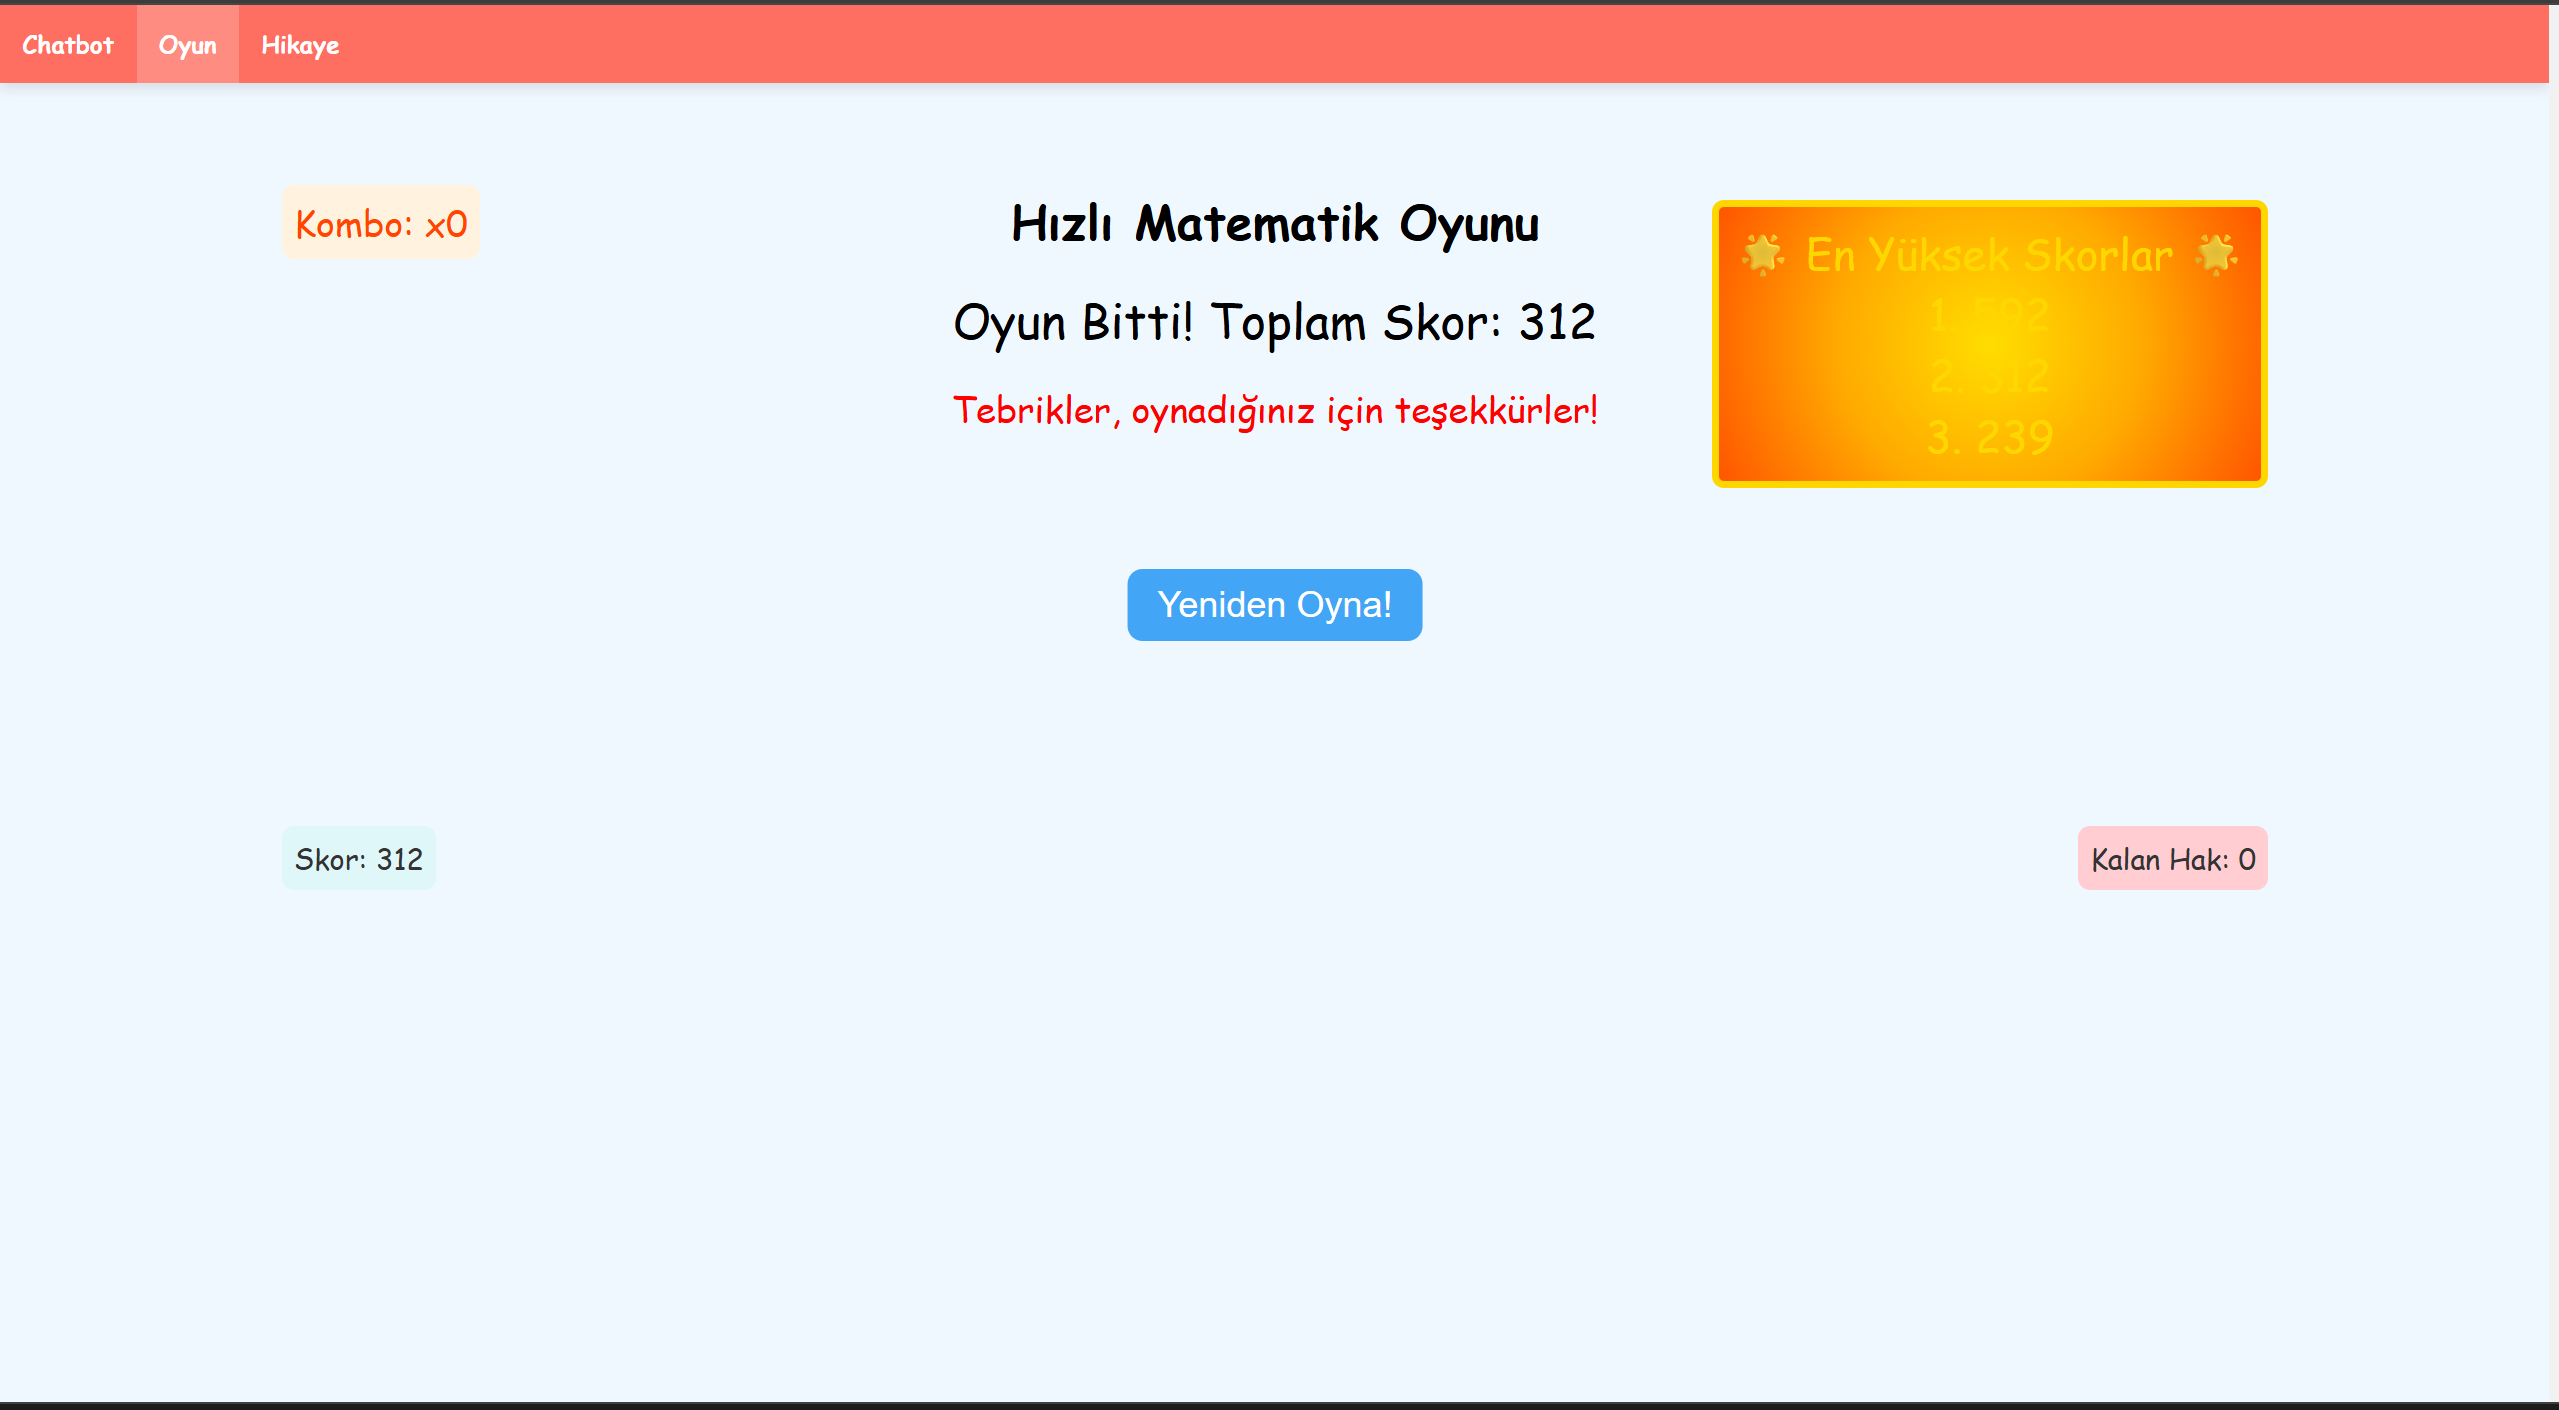 Chatbot Oyun Hikaye
Kombo: x0
Hızlı Matematik Oyunu
Oyun Bitti! Toplam Skor: 312
Tebrikler, oynadığınız için teşekkürler!
🌟 En Yüksek Skorlar 🌟
1. 592
2. 312
3. 239
Yeniden Oyna!
Skor: 312
Kalan Hak: 0